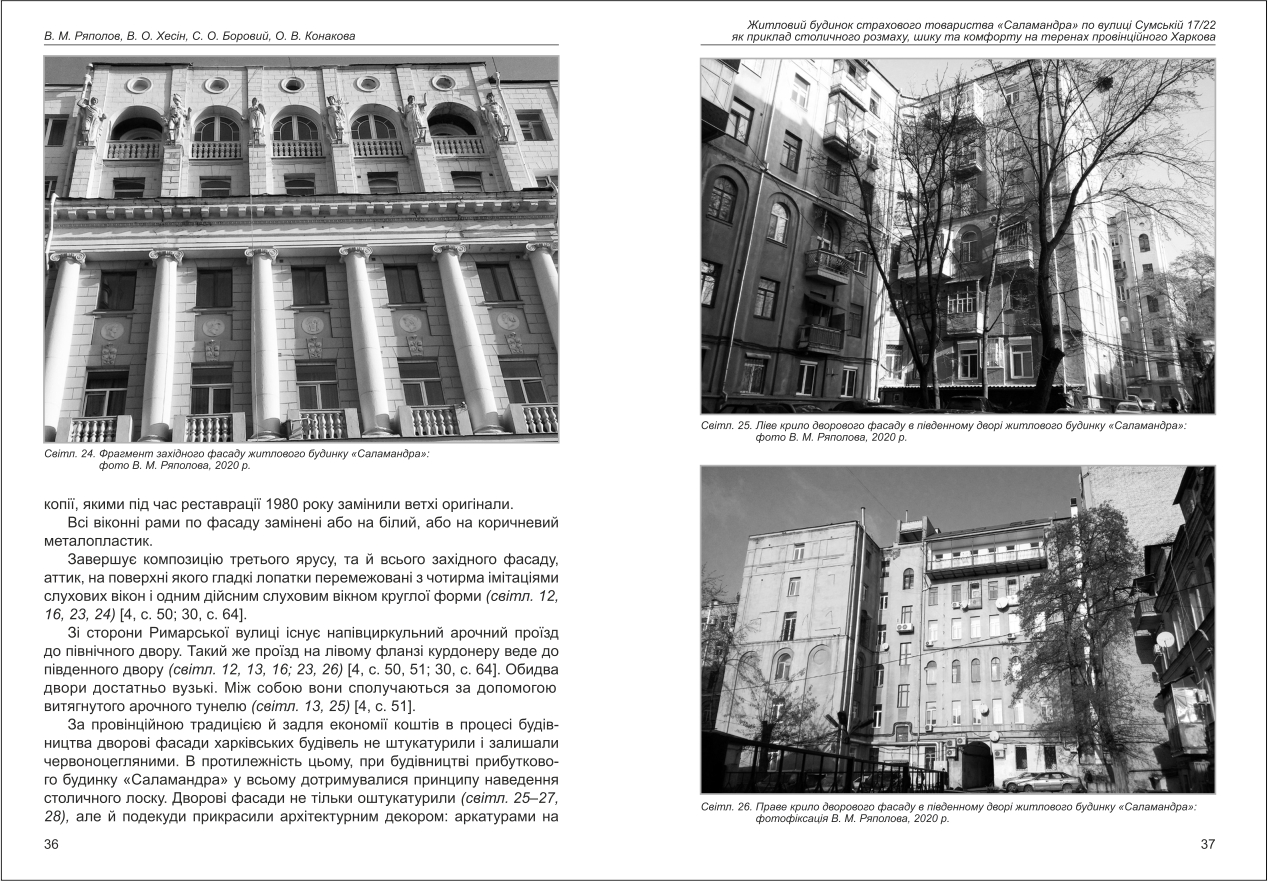 В. М. Ряполов, В. О. Хесін, С. О. Боровий, О. В. Конакова
Світл. 24. Фрагмент західного фасаду житлового будинку «Саламандра»:
фото В. М. Ряполова, 2020 р.
копії, якими під час реставрації 1980 року замінили ветхі оригінали.
Всі віконні рами по фасаду замінені або на білий, або на коричневий
металопластик.
Завершує композицію третього ярусу, та й всього західного фасаду,
аттик, на поверхні якого гладкі лопатки перемежовані з чотирма імітаціями
слухових вікон і одним дійсним слуховим вікном круглої форми (світл. 12,
16, 23, 24) [4, с. 50; 30, с. 64].
Зі сторони Римарської вулиці існує напівциркульний арочний проїзд
до північного двору. Такий же проїзд на лівому фланзі курдонеру веде до
південного двору (світл. 12, 13, 16; 23, 26) [4, с. 50, 51; 30, с. 64]. Обидва
двори достатньо вузькі. Між собою вони сполучаються за допомогою
витягнутого арочного тунелю (світл. 13, 25) [4, с. 51].
За провінційною традицією й задля економії коштів в процесі будів-
ництва дворові фасади харківських будівель не штукатурили і залишали
червоноцегляними. В протилежність цьому, при будівництві прибутково-
го будинку «Саламандра» у всьому дотримувалися принципу наведення
столичного лоску. Дворові фасади не тільки оштукатурили (світл. 25–27,
28), але й подекуди прикрасили архітектурним декором: аркатурами на
36
Житловий будинок страхового товариства «Саламандра» по вулиці Сумській 17/22
як приклад столичного розмаху, шику та комфорту на теренах провінційного Харкова
Світл. 25. Ліве крило дворового фасаду в південному дворі житлового будинку «Саламандра»:
фото В. М. Ряполова, 2020 р.
Світл. 26. Праве крило дворового фасаду в південному дворі житлового будинку «Саламандра»:
фотофіксація В. М. Ряполова, 2020 р.
37